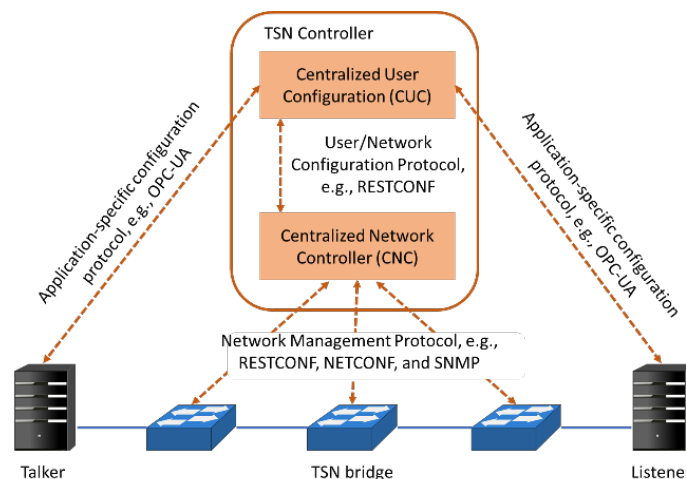 TSN Controller
Centralized User
Configuration (CUC)
User/Network
Configuration Protocol,
e.g., RESTCONF
Centralized Network
Controller (CNC)
Application-specific configuration
protocol, e.g., OPC-UA
Application-specific configuration
protocol, e.g., OPC-UA
Network Management Protocol, e.g.,
RESTCONF, NETCONF, and SNMP
Talker
TSN bridge
Listene